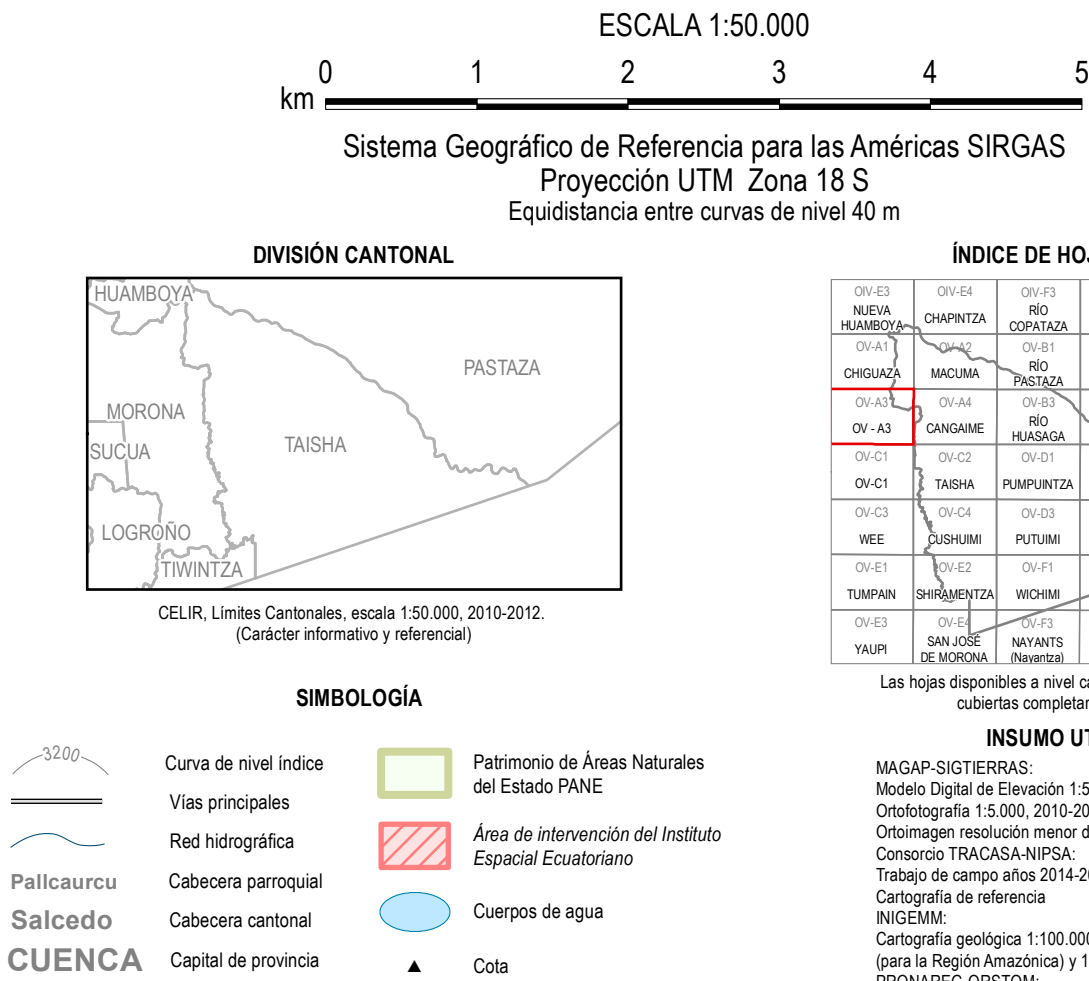 ESCALA 1:50.000
0 1 2 3 4 5
km
Sistema Geográfico de Referencia para las Américas SIRGAS
Proyección UTM Zona 18 S
Equidistancia entre curvas de nivel 40 m
DIVISIÓN CANTONAL
HUAMBOYA
PASTAZA
MORONA
TAISHA
SUCUA
LOGROÑO
TIWINTZA
CELIR, Límites Cantonales, escala 1:50.000, 2010-2012.
(Carácter informativo y referencial)
ÍNDICE DE HOJ
OIV-E3 OIV-E4 OIV-F3
NUEVA HUAMBOYA CHAPINTZA RÍO COPATAZA
OV-A1 OV-A2 OV-B1
CHIGUAZA MACUMA RÍO PASTAZA
OV-A3 OV-A4 OV-B3
OV - A3 CANGAIME RÍO HUASAGA
OV-C1 OV-C2 OV-D1
OV-C1 TAISHA PUMPUINTZA
OV-C3 OV-C4 OV-D3
WEE CUSHUIMI PUTUIMI
OV-E1 OV-E2 OV-F1
TUMPAIN SHIRAMENTZA WICHIMI
OV-E3 OV-E4 OV-F3
YAUPI SAN JOSÉ DE MORONA NAYANTS (Nayantza)
Las hojas disponibles a nivel ca
cubiertas completar
SIMBOLOGÍA
3200
Curva de nivel índice
Vías principales
Red hidrográfica
Pallcaurcu Cabecera parroquial
Salcedo Cabecera cantonal
CUENCA Capital de provincia
Patrimonio de Áreas Naturales
del Estado PANE
Área de intervención del Instituto
Espacial Ecuatoriano
Cuerpos de agua
Cota
INSUMO UT
MAGAP-SIGTIERRAS:
Modelo Digital de Elevación 1:5
Ortofotografía 1:5.000, 2010-20
Ortoimagen resolución menor d
Consorcio TRACASA-NIPSA:
Trabajo de campo años 2014-20
Cartografía de referencia
INIGEMM:
Cartografía geológica 1:100.000
(para la Región Amazónica) y 1
PRONAREG-ORSTOM: